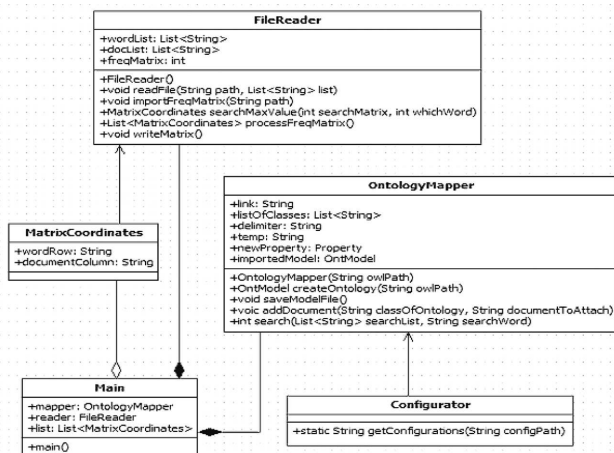 FileReader
+wordList: List<String>
+docList: List<String>
+freqMatrix: int
+FileReader()
+void readFile(String path, List<String> list)
+void importFreqMatrix(String path)
+MatrixCoordinates searchMaxValue(int searchMatrix, int whichWord)
+List<MatrixCoordinates> processFreqMatrix()
+void writeMatrix()
OntologyMapper
+link: String
+listOfClasses: List<String>
+delimiter: String
+temp: String
+newProperty: Property
+importedModel: OntModel
+OntologyMapper(String owlPath)
+OntModel createOntology(String owlPath)
+void saveModelFile()
+void addDocument(String classOfOntology, String documentToAttach)
+int search(List<String> searchList, String searchWord)
MatrixCoordinates
+wordRow: String
+documentColumn: String
Main
+mapper: OntologyMapper
+reader: FileReader
+list: List<MatrixCoordinates>
+main()
Configurator
+static String getConfigurations(String configPath)